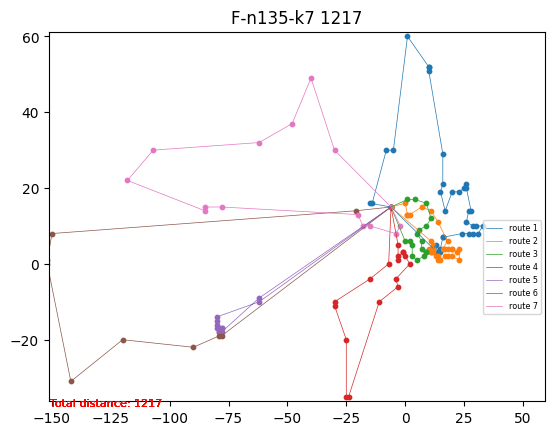 F-n135-k7 1217
60
40
20
0
−20
−150
−125
−100
−75
−50
−25
0
25
50
route 1
route 2
route 3
route 4
route 5
route 6
route 7
Total distance: 1217